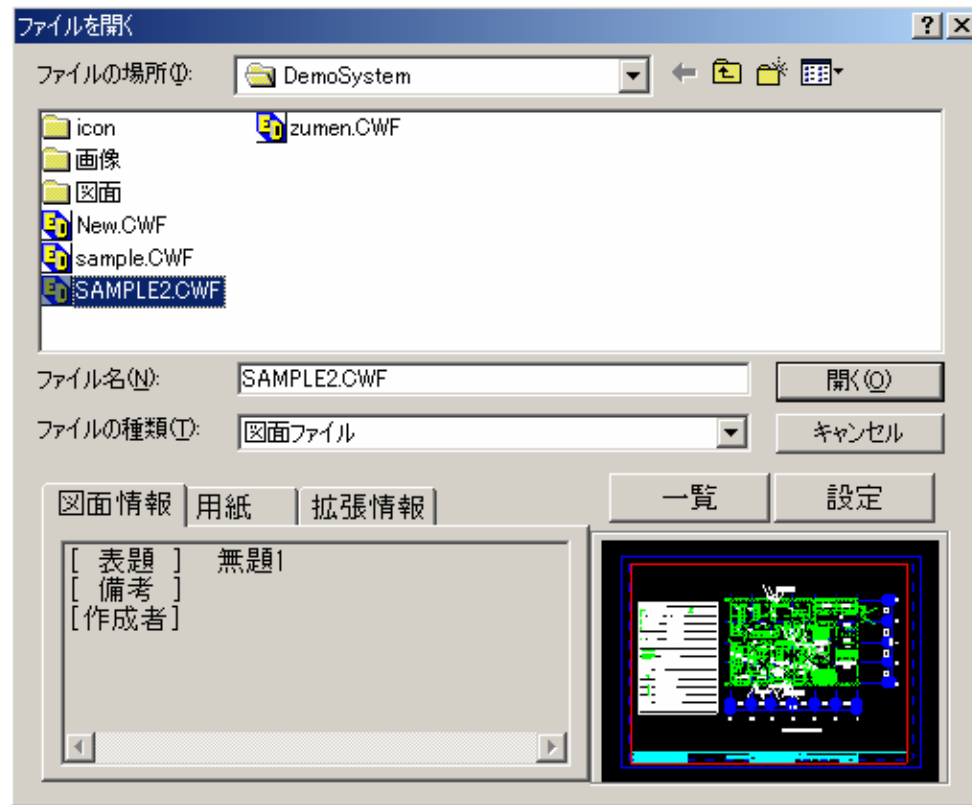 ファイルを開く
ファイルの場所(I): DemoSystem
icon
画像
図面
New.CWF
sample.CWF
SAMPLE2.CWF
zumen.CWF
ファイル名(N): SAMPLE2.CWF 開く(O)
ファイルの種類(T): 図面ファイル キャンセル
図面情報 用紙 拡張情報 一覧 設定
[ 表題 ] 無題1
[ 備考 ]
[作成者]